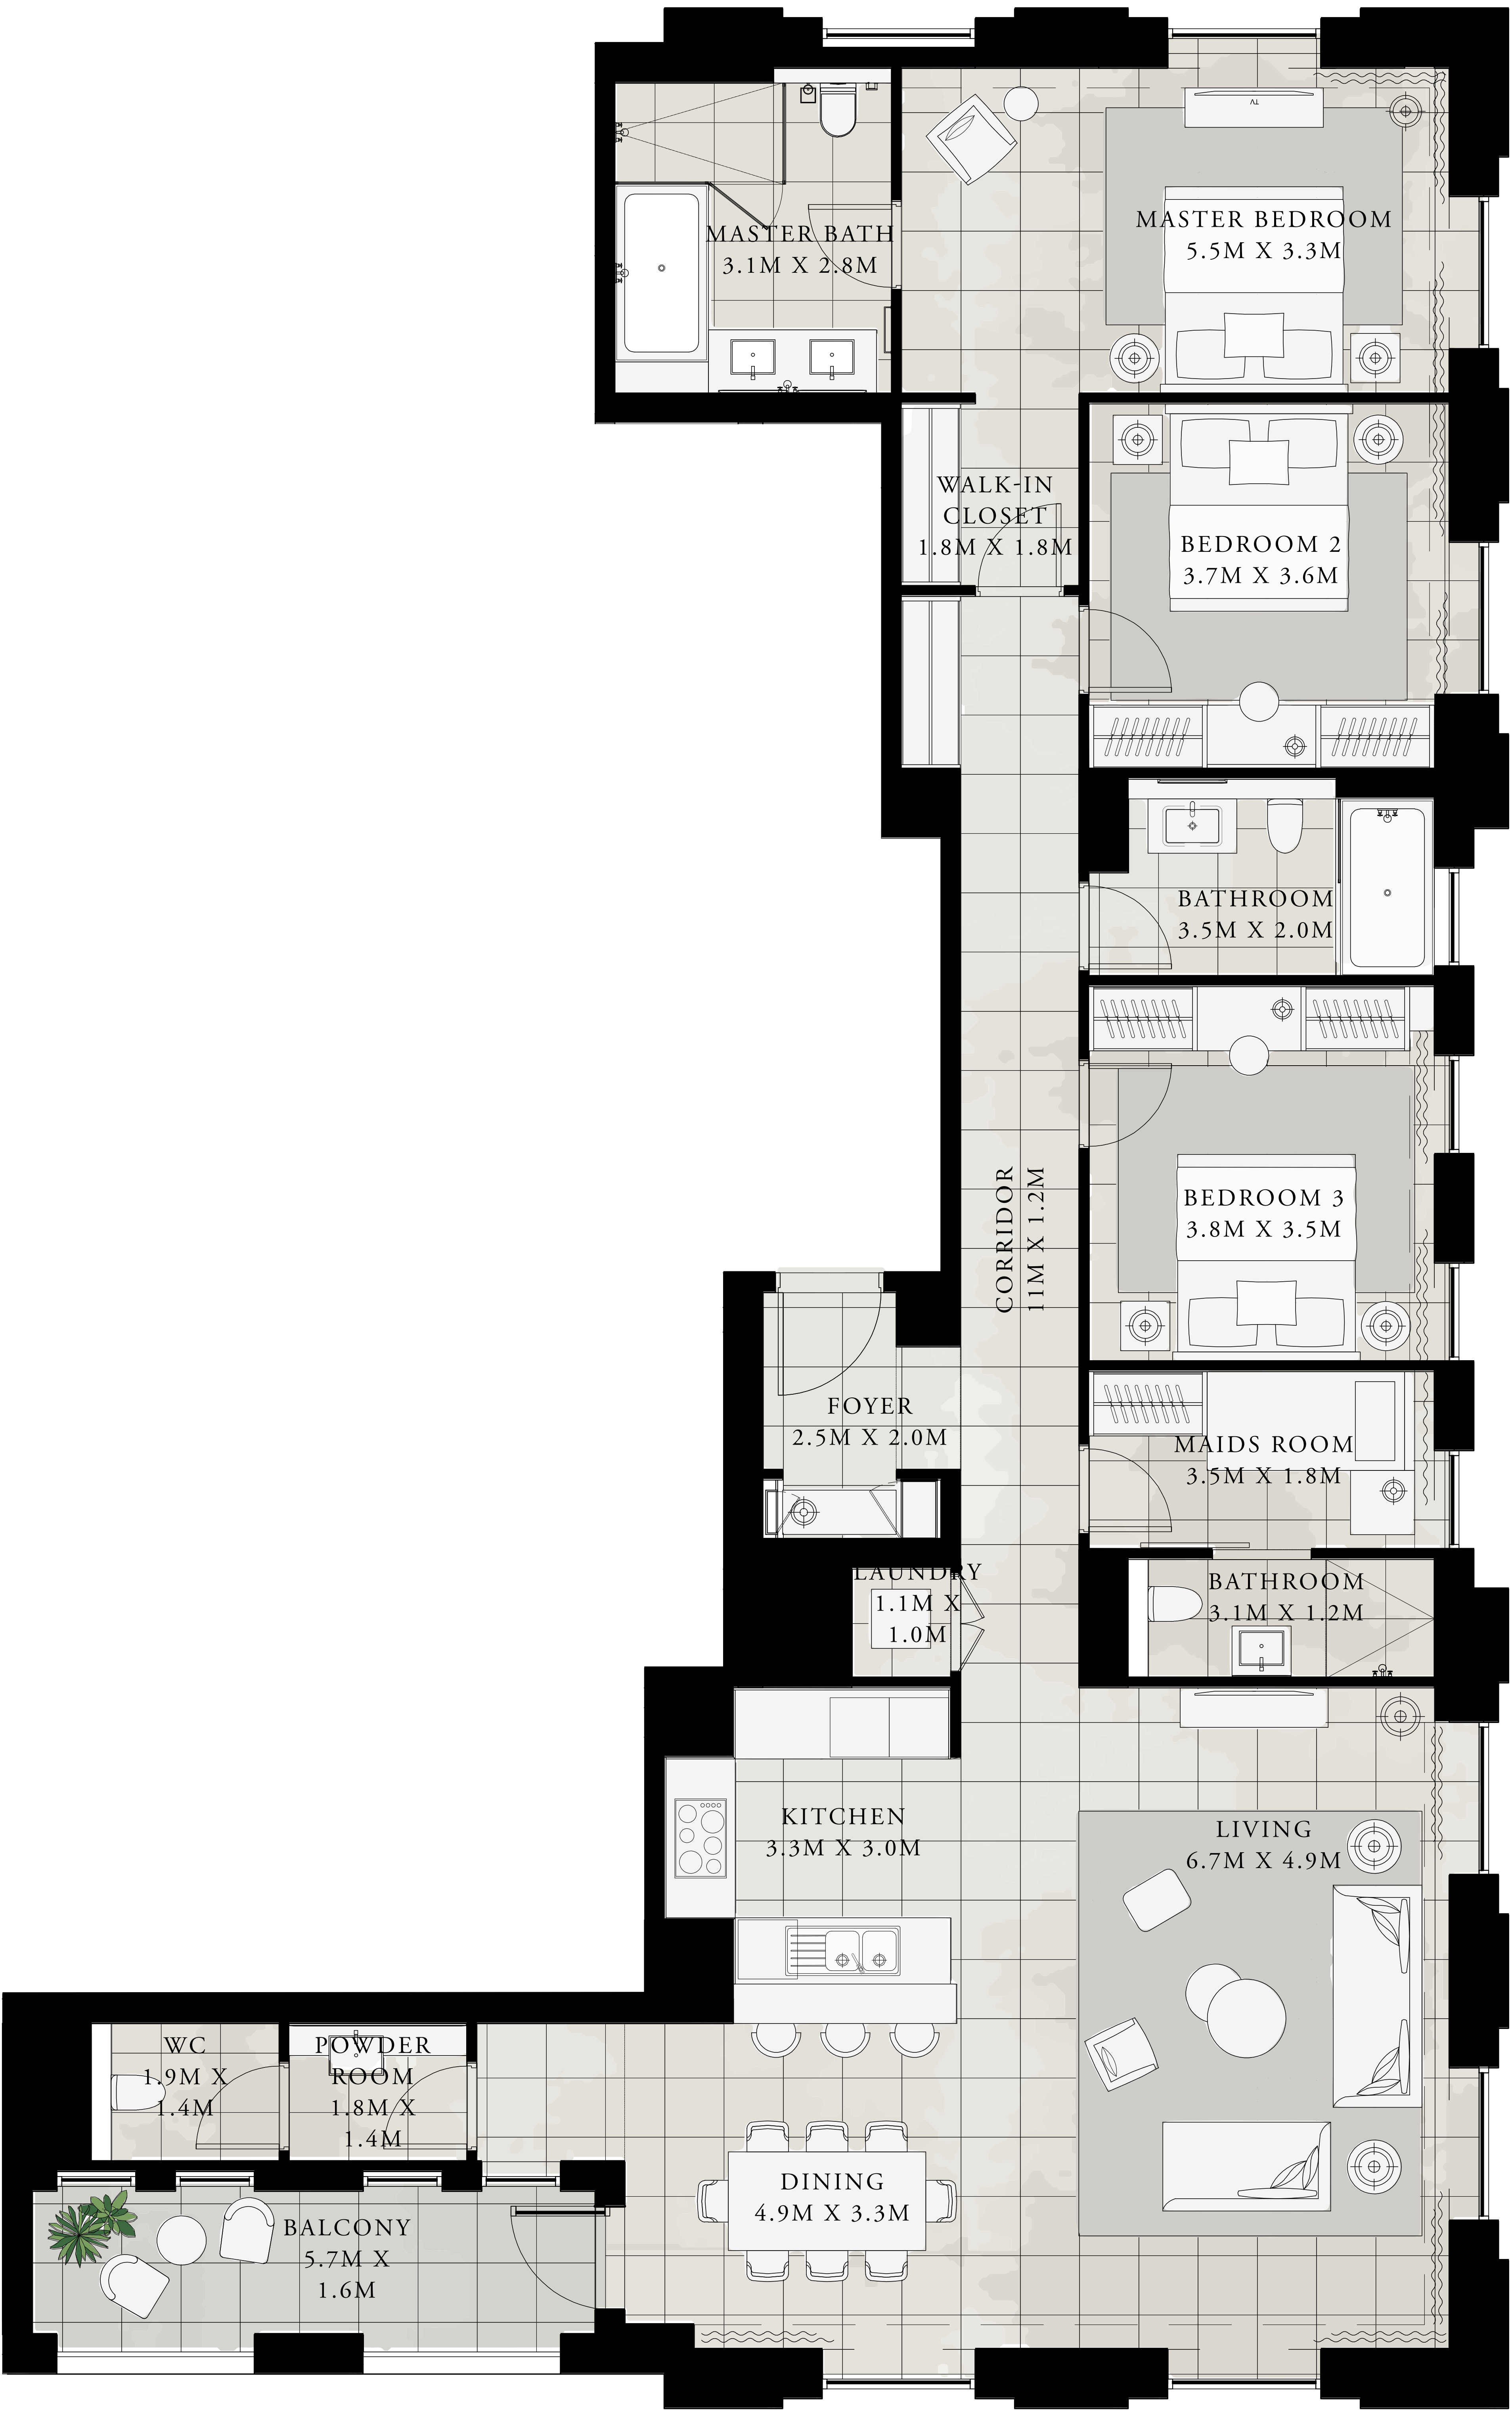 TV
MASTER BATH
3.1M X 2.8M
MASTER BEDROOM
5.5M X 3.3M
WALK-IN
CLOSET
1.8M X 1.8M
BEDROOM 2
3.7M X 3.6M
BATHROOM
3.5M X 2.0M
CORRIDOR
11M X 1.2M
BEDROOM 3
3.8M X 3.5M
FOYER
2.5M X 2.0M
MAIDS ROOM
3.5M X 1.8M
LAUNDRY
1.1M X
1.0M
BATHROOM
3.1M X 1.2M
KITCHEN
3.3M X 3.0M
LIVING
6.7M X 4.9M
WC
1.9M X
1.4M
POWDER
ROOM
1.8M X
1.4M
DINING
4.9M X 3.3M
BALCONY
5.7M X
1.6M